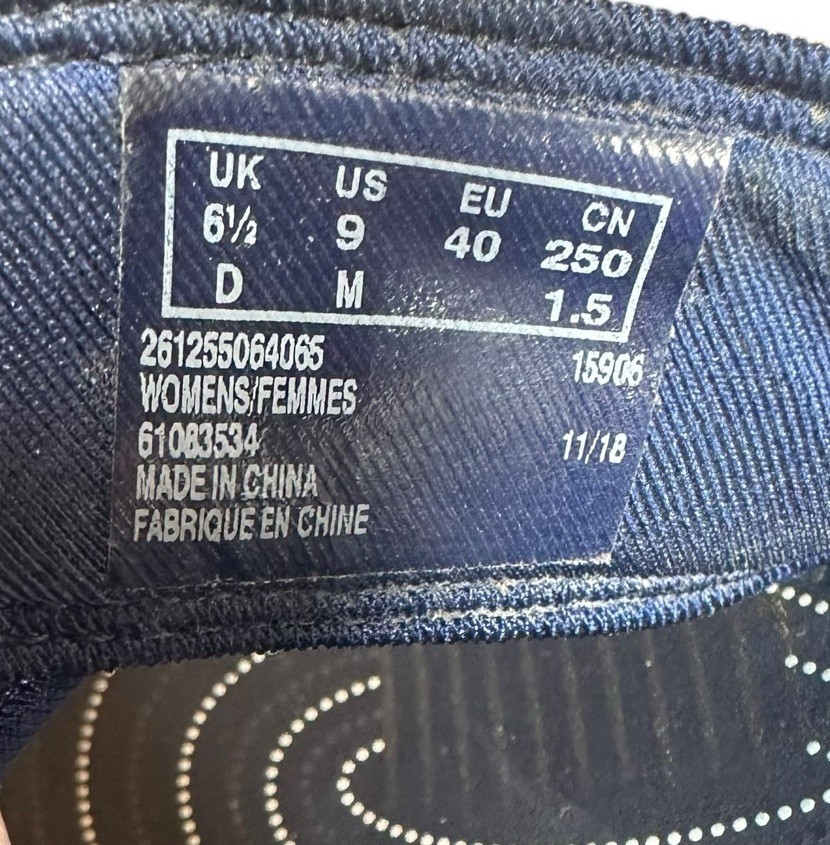 UK US EU CN
6½ 9 40 250
D M 1.5
261255064065 15906
WOMENS/FEMMES
61083534 11/18
MADE IN CHINA
FABRIQUE EN CHINE